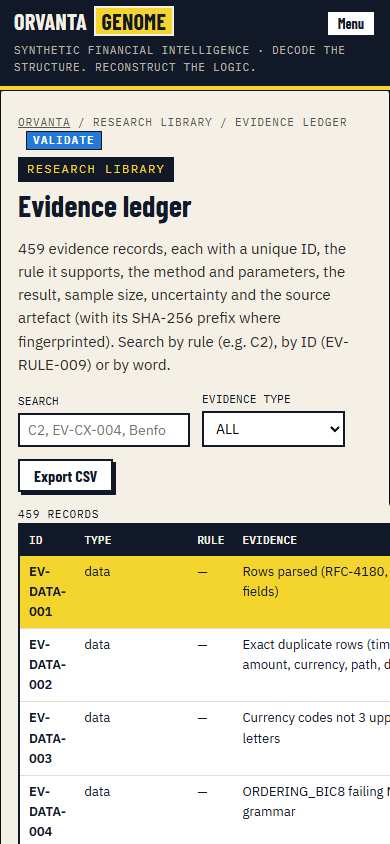 ORVANTA GENOME
Menu
SYNTHETIC FINANCIAL INTELLIGENCE · DECODE THE
STRUCTURE. RECONSTRUCT THE LOGIC.
ORVANTA / RESEARCH LIBRARY / EVIDENCE LEDGER
VALIDATE
RESEARCH LIBRARY
Evidence ledger
459 evidence records, each with a unique ID, the
rule it supports, the method and parameters, the
result, sample size, uncertainty and the source
artefact (with its SHA-256 prefix where
fingerprinted). Search by rule (e.g. C2), by ID (EV-
RULE-009) or by word.
SEARCH
EVIDENCE TYPE
C2, EV-CX-004, Benfo
ALL
Export CSV
459 RECORDS
ID TYPE RULE EVIDENCE
EV- data — Rows parsed (RFC-4180,
DATA- fields)
001
EV- data — Exact duplicate rows (tim
DATA- amount, currency, path, d
002
EV- data — Currency codes not 3 upp
DATA- letters
003
EV- data — ORDERING_BIC8 failing
DATA- grammar
004